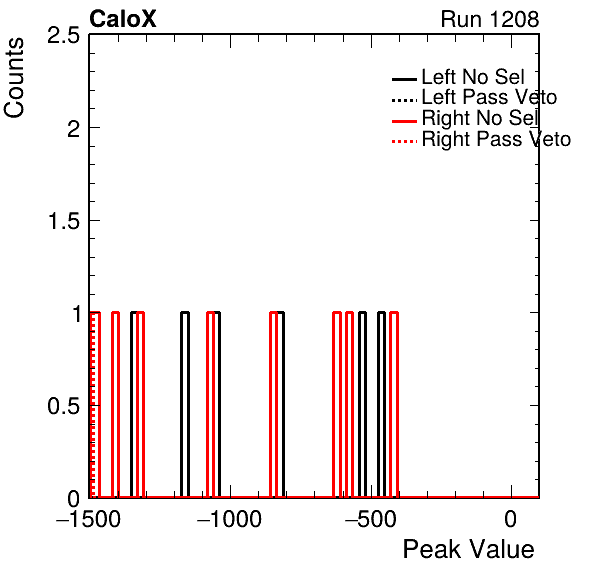 CaloX Run 1208
Counts
2.5
2
1.5
1
0.5
0
Left No Sel
Left Pass Veto
Right No Sel
Right Pass Veto
−1500 −1000 −500 0
Peak Value